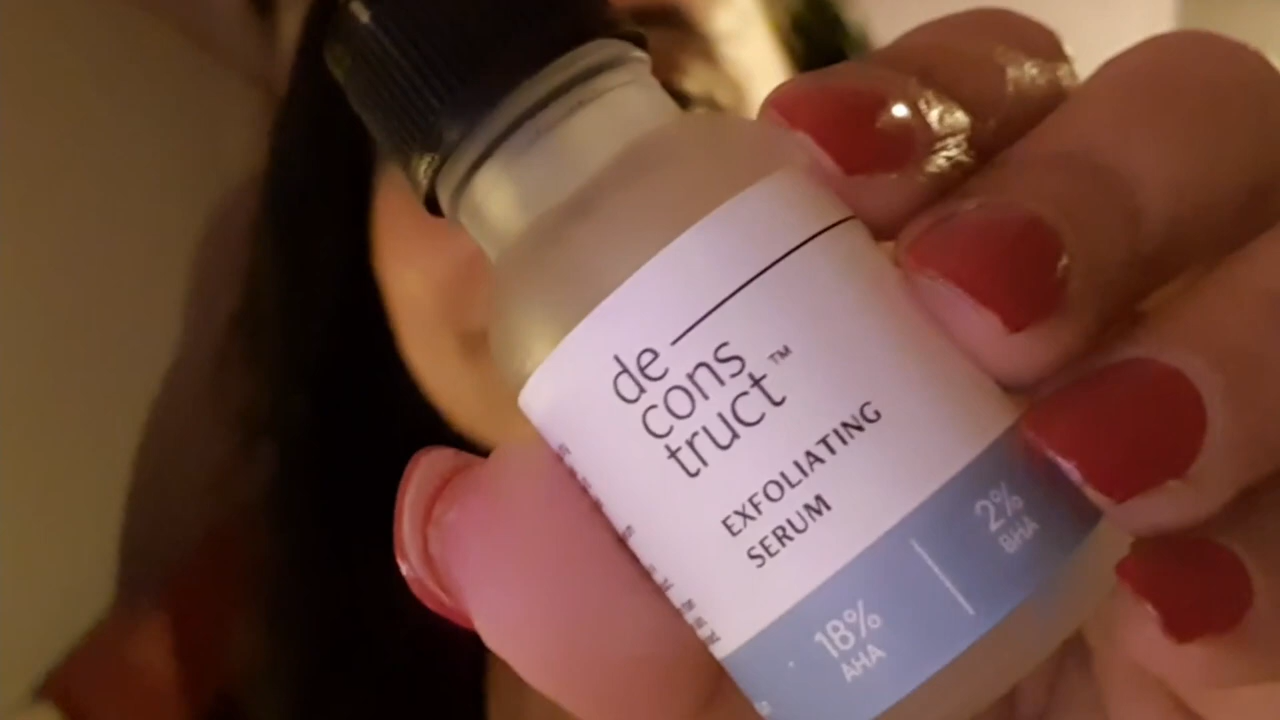 de
cons
truct™
EXFOLIATING
SERUM
18% AHA
2% BHA